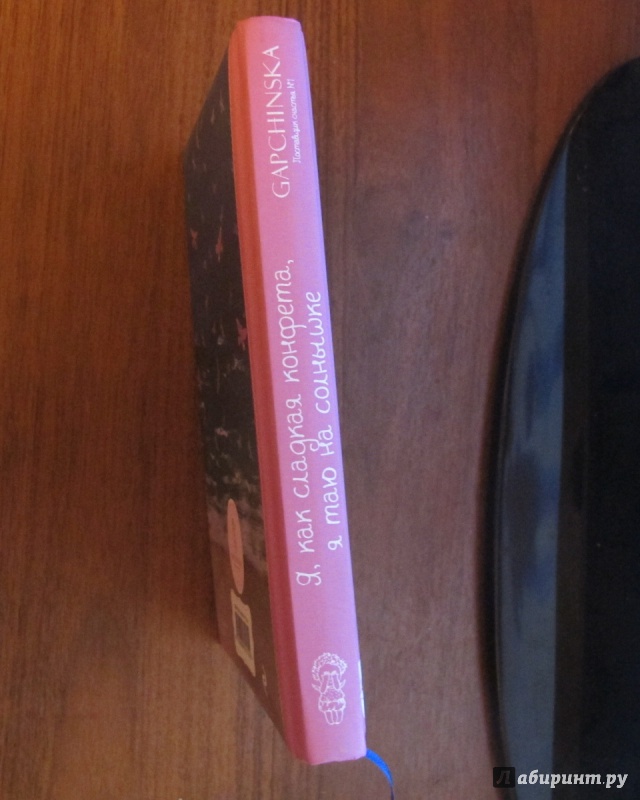 GAPCHINSKA
Поставщик счастья №1
Я, как сладкая конфета,
я таю на солнышке
Лабиринт.ру